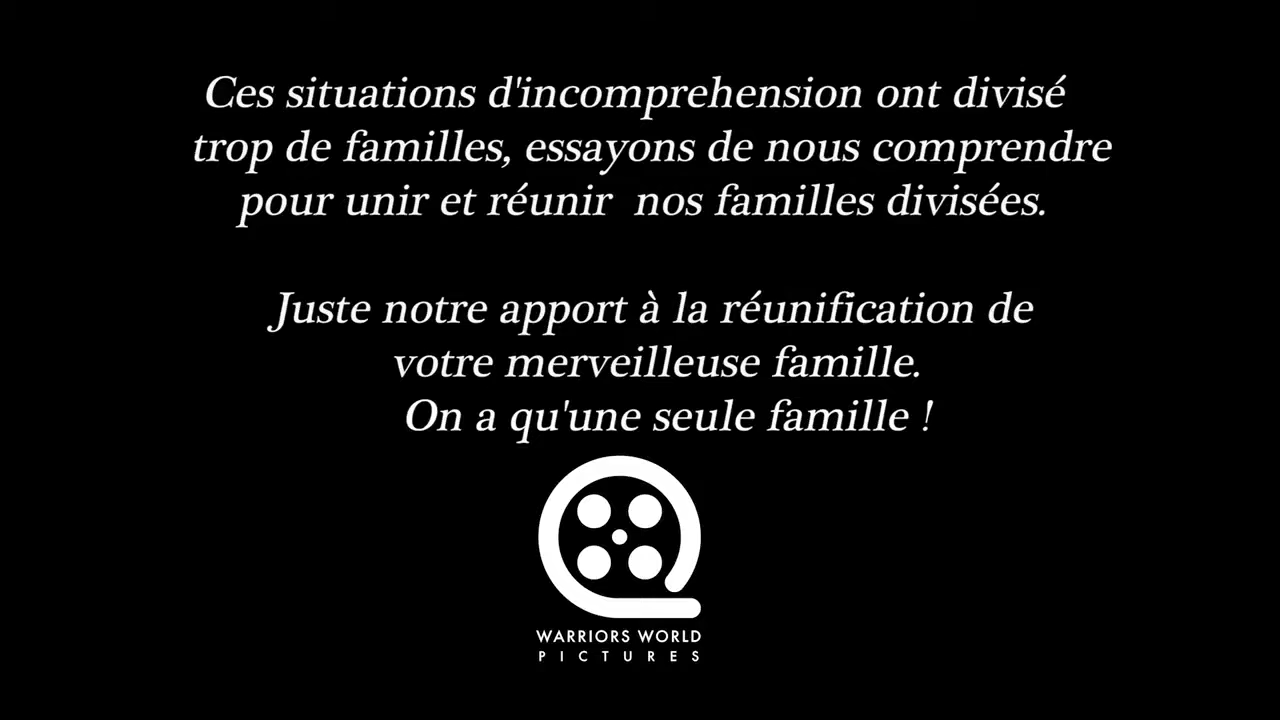 Ces situations d'incomprehension ont divisé
trop de familles, essayons de nous comprendre
pour unir et réunir  nos familles divisées.
Juste notre apport à la réunification de
votre merveilleuse famille.
On a qu'une seule famille !
WARRIORS WORLD
PICTURES